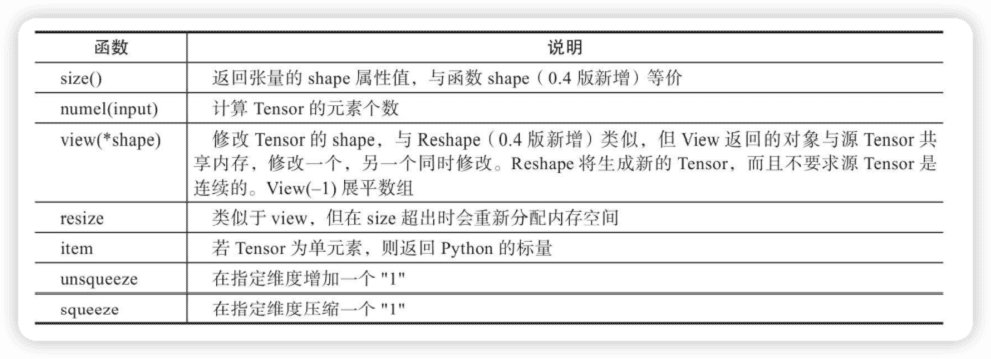 函数 说明
size() 返回张量的 shape 属性值，与函数 shape（0.4 版新增）等价
numel(input) 计算 Tensor 的元素个数
view(*shape) 修改 Tensor 的 shape，与 Reshape（0.4 版新增）类似，但 View 返回的对象与源 Tensor 共
享内存，修改一个，另一个同时修改。Reshape 将生成新的 Tensor，而且不要求源 Tensor 是
连续的。View(–1) 展平数组
resize 类似于 view，但在 size 超出时会重新分配内存空间
item 若 Tensor 为单元素，则返回 Python 的标量
unsqueeze 在指定维度增加一个 "1"
squeeze 在指定维度压缩一个 "1"